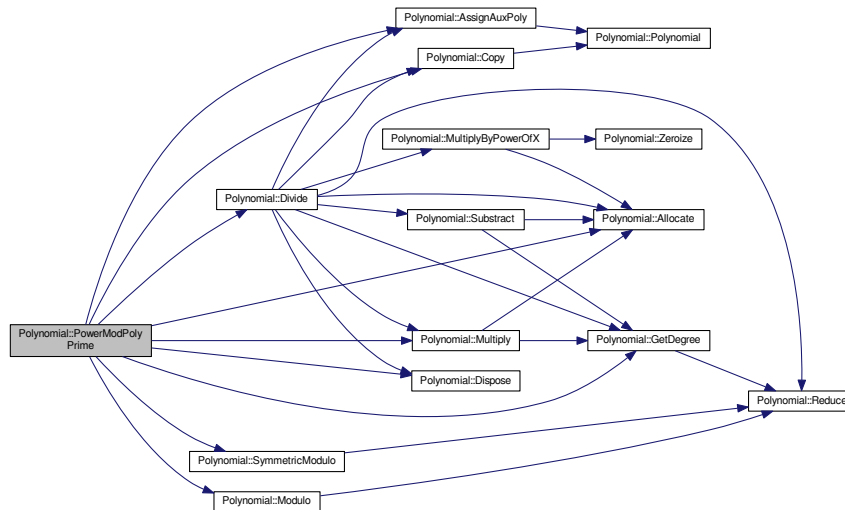 Polynomial::AssignAuxPoly
Polynomial::Polynomial
Polynomial::Copy
Polynomial::MultiplyByPowerOfX
Polynomial::Zeroize
Polynomial::Divide
Polynomial::Substract
Polynomial::Allocate
Polynomial::PowerModPoly
Prime
Polynomial::Multiply
Polynomial::GetDegree
Polynomial::Dispose
Polynomial::Reduce
Polynomial::SymmetricModulo
Polynomial::Modulo